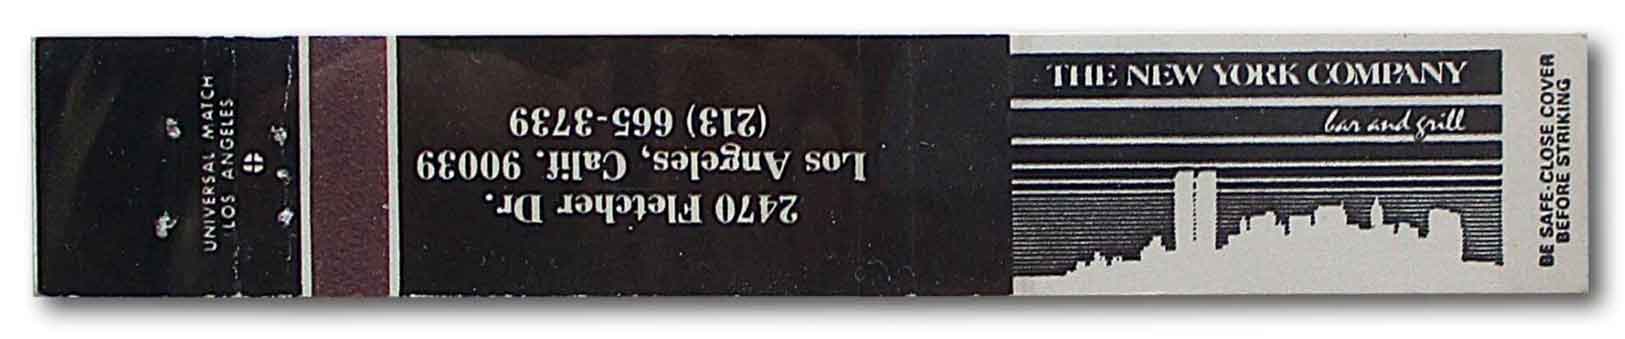 THE NEW YORK COMPANY
bar and grill
BE SAFE-CLOSE COVER
BEFORE STRIKING
2470 Fletcher Dr.
Los Angeles, Calif. 90039
(213) 665-3739
UNIVERSAL MATCH
LOS ANGELES